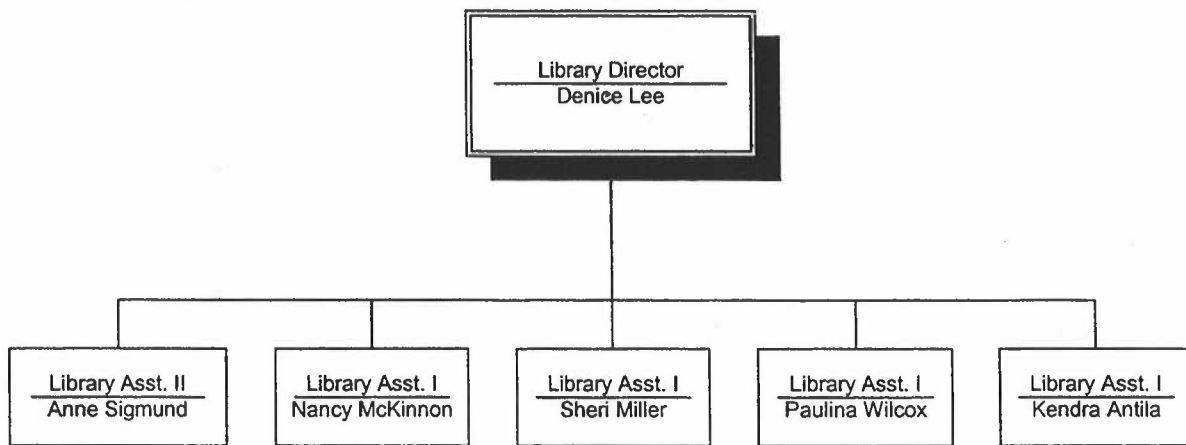 Library Director
Denice Lee
Library Asst. II
Anne Sigmund
Library Asst. I
Nancy McKinnon
Library Asst. I
Sheri Miller
Library Asst. I
Paulina Wilcox
Library Asst. I
Kendra Antila